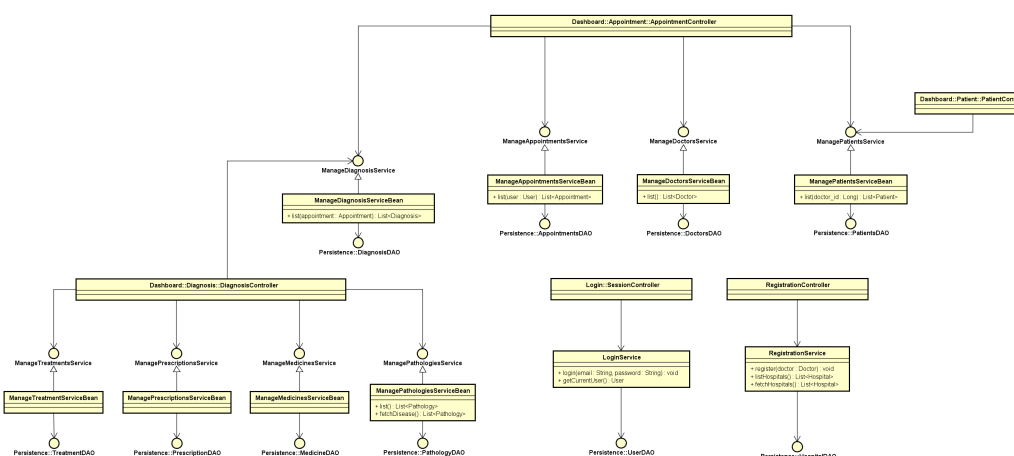 Dashboard::Appointment::AppointmentController
Dashboard::Patient::PatientCon
ManageAppointmentsService
ManageDoctorsService
ManagePatientsService
ManageDiagnosisService
ManageAppointmentsServiceBean
+ list(user : User) : List<Appointment>
ManageDoctorsServiceBean
+ list() : List<Doctor>
ManagePatientsServiceBean
+ list(doctor_id : Long) : List<Patient>
ManageDiagnosisServiceBean
+ list(appointment : Appointment) : List<Diagnosis>
Persistence::AppointmentsDAO
Persistence::DoctorsDAO
Persistence::PatientsDAO
Persistence::DiagnosisDAO
Dashboard::Diagnosis::DiagnosisController
Login::SessionController
RegistrationController
ManageTreatmentsService
ManagePrescriptionsService
ManageMedicinesService
ManagePathologiesService
LoginService
+ login(email : String, password : String) : void
+ getCurrentUser() : User
RegistrationService
+ register(doctor : Doctor) : void
+ listHospitals() : List<Hospital>
+ fetchHospitals() : List<Hospital>
ManageTreatmentServiceBean
ManagePrescriptionsServiceBean
ManageMedicinesServiceBean
ManagePathologiesServiceBean
+ list() : List<Pathology>
+ fetchDisease() : List<Pathology>
Persistence::TreatmentDAO
Persistence::PrescriptionDAO
Persistence::MedicineDAO
Persistence::PathologyDAO
Persistence::UserDAO
Persistence::HospitalDAO